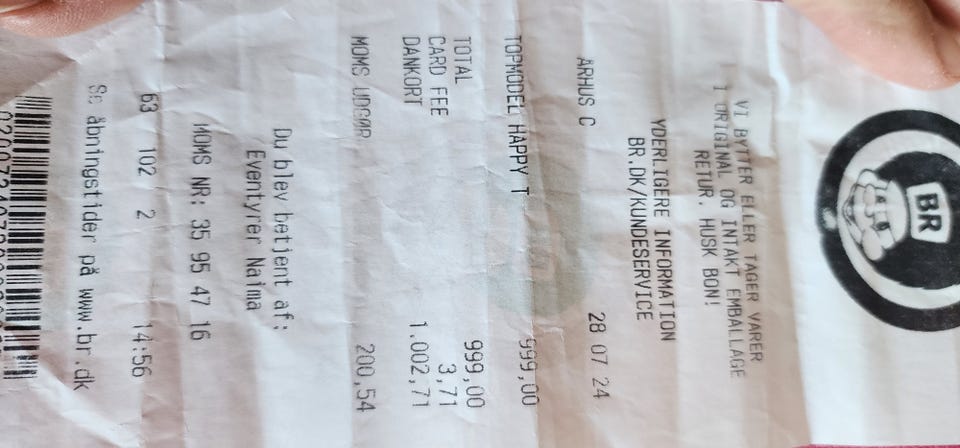 BR
VI BYTTER ELLER TAGER VARER
I ORIGINAL OG INTAKT EMBALLAGE
RETUR. HUSK BON!
YDERLIGERE INFORMATION
BR.DK/KUNDESERVICE
ÅRHUS C 28 07 24
TOPMODEL HAPPY T 999,00
TOTAL 999,00
CARD FEE 3,71
DANKORT 1.002,71
MOMS UDGØR 200,54
Du blev betjent af:
Eventyrer Naima
MOMS NR: 35 95 47 16
63 102 2 14:56
Se åbningstider på www.br.dk